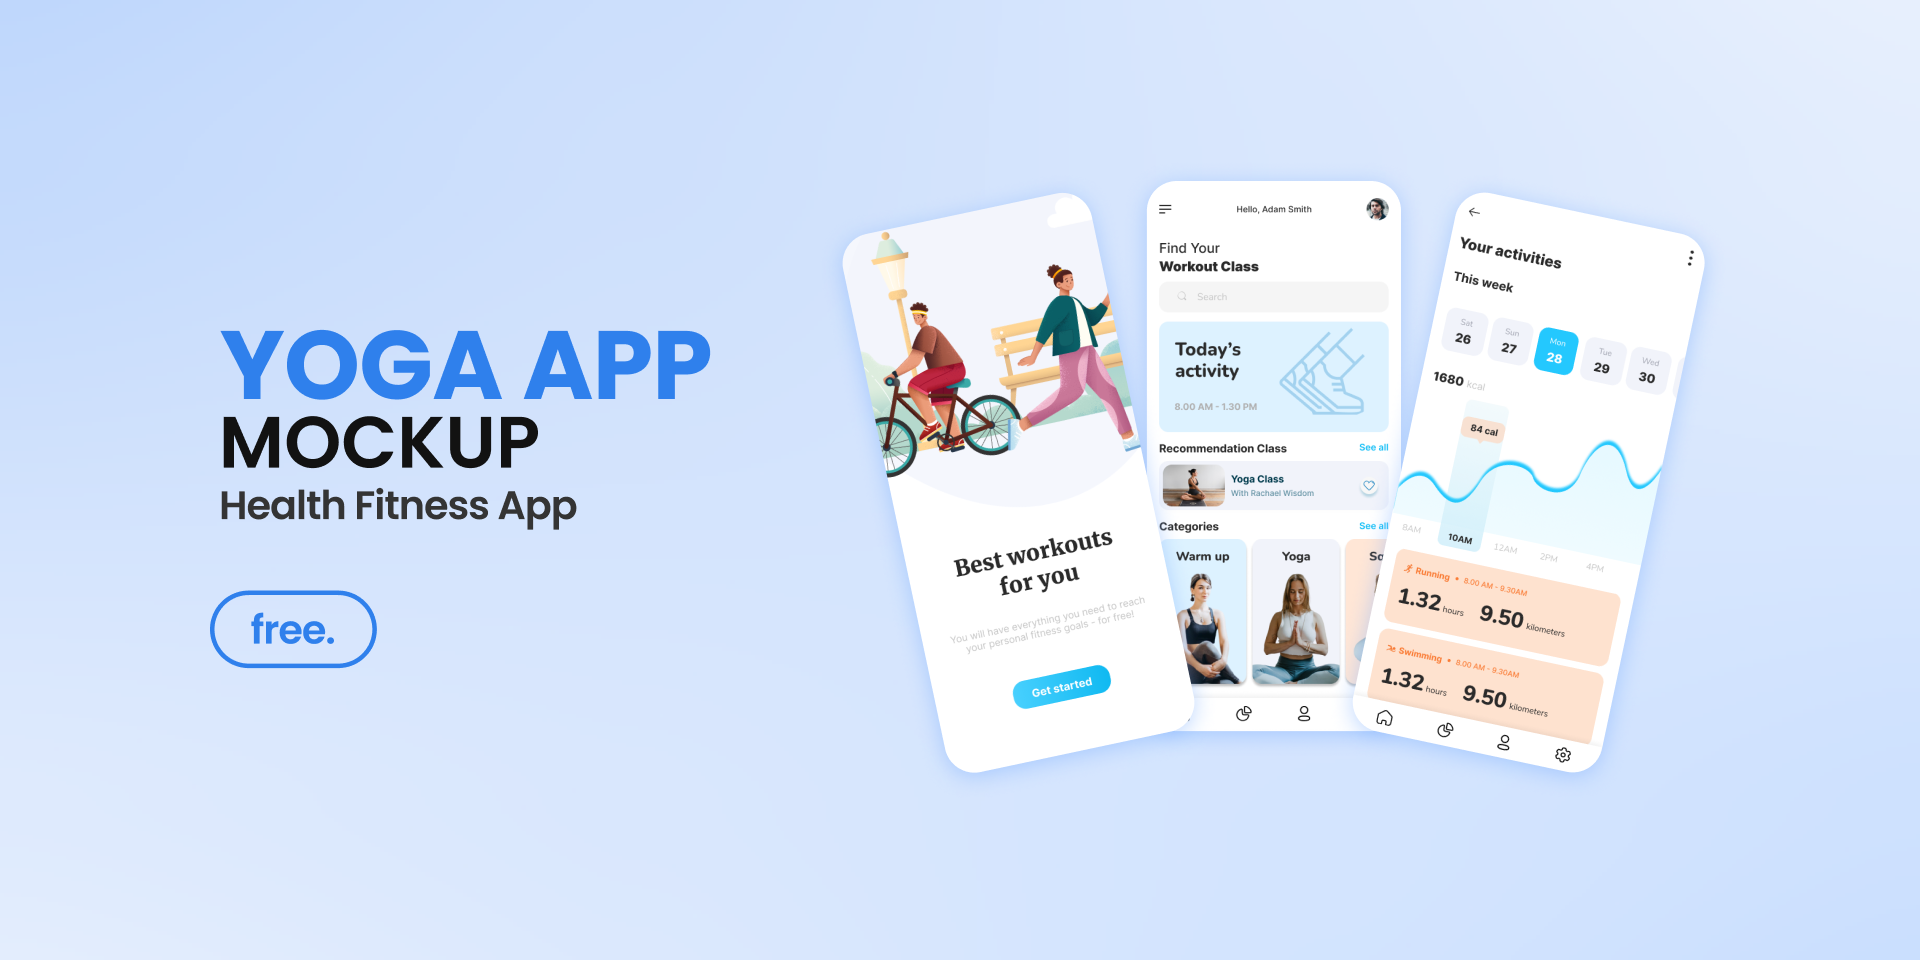 YOGA APP
MOCKUP
Health Fitness App
free.
Best workouts
for you
You will have everything you need to reach
your personal fitness goals - for free!
Get started
Hello, Adam Smith
Find Your
Workout Class
Search
Today's
activity
8.00 AM - 1.30 PM
Recommendation Class
See all
Yoga Class
With Rachael Wisdom
Categories
See all
Warm up
Yoga
So
Your activities
This week
Sat
26
Sun
27
Mon
28
Tue
29
Wed
30
1680 kcal
84 cal
8AM
10AM
12AM
2PM
4PM
Running • 8.00 AM - 9.30AM
1.32 hours 9.50 kilometers
Swimming • 8.00 AM - 9.30AM
1.32 hours 9.50 kilometers